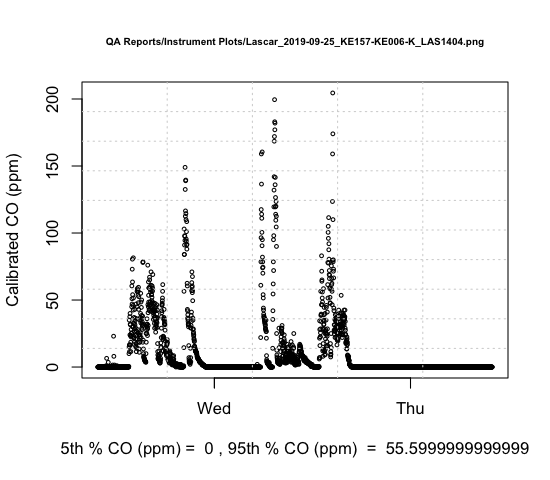 QA Reports/Instrument Plots/Lascar_2019-09-25_KE157-KE006-K_LAS1404.png
Calibrated CO (ppm)
200
150
100
50
0
Wed Thu
5th % CO (ppm) = 0 , 95th % CO (ppm) = 55.5999999999999